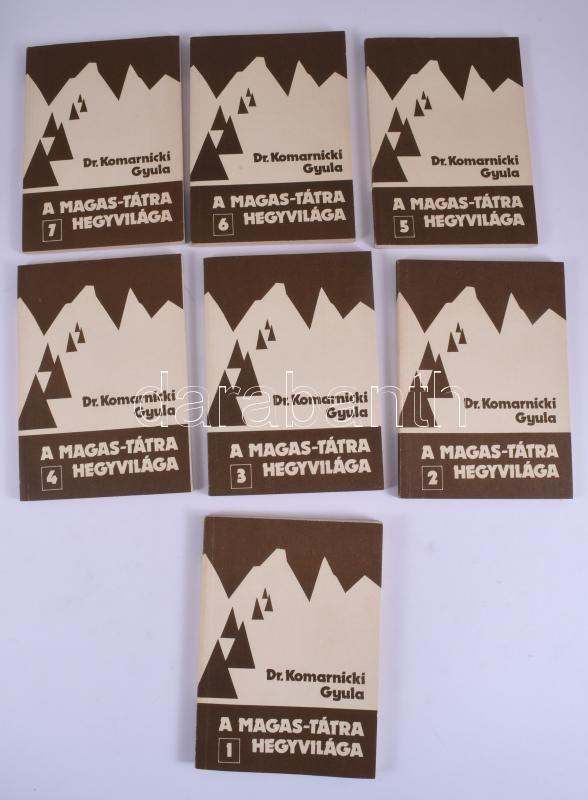 Dr. Komarnicki
Gyula
A MAGAS-TÁTRA
7 HEGYVILÁGA
Dr. Komarnicki
Gyula
A MAGAS-TÁTRA
6 HEGYVILÁGA
Dr. Komarnicki
Gyula
A MAGAS-TÁTRA
5 HEGYVILÁGA
Dr. Komarnicki
Gyula
A MAGAS-TÁTRA
4 HEGYVILÁGA
Dr. Komarnicki
Gyula
A MAGAS-TÁTRA
3 HEGYVILÁGA
Dr. Komarnicki
Gyula
A MAGAS-TÁTRA
2 HEGYVILÁGA
darabanth
Dr. Komarnicki
Gyula
A MAGAS-TÁTRA
1 HEGYVILÁGA